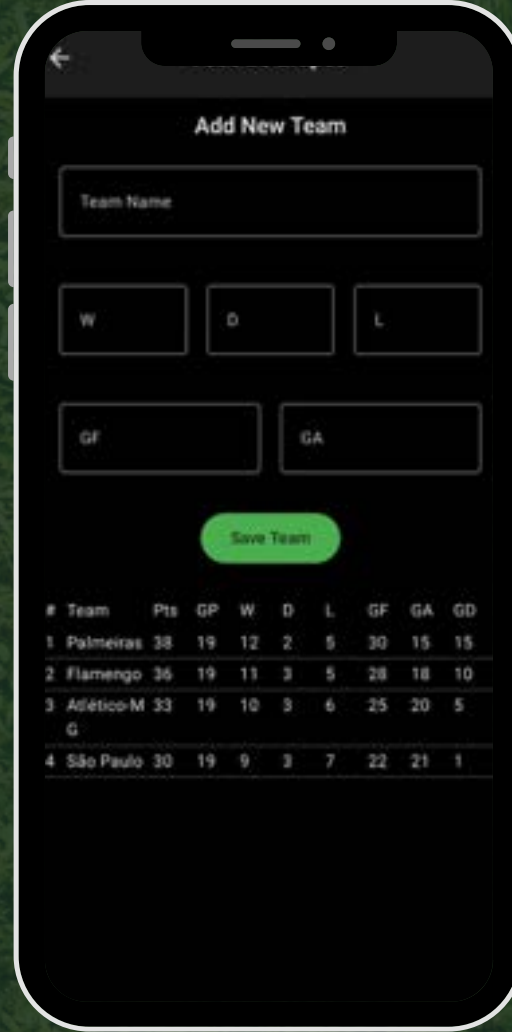 Add New Team
Team Name
W D L
GF GA
Save Team
# Team Pts GP W D L GF GA GD
1 Palmeiras 38 19 12 2 5 30 15 15
2 Flamengo 36 19 11 3 5 28 18 10
3 Atlético-M 33 19 10 3 6 25 20 5
G
4 São Paulo 30 19 9 3 7 22 21 1